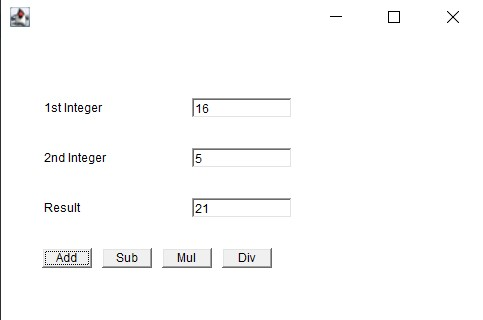 1st Integer 16
2nd Integer 5
Result 21
Add Sub Mul Div